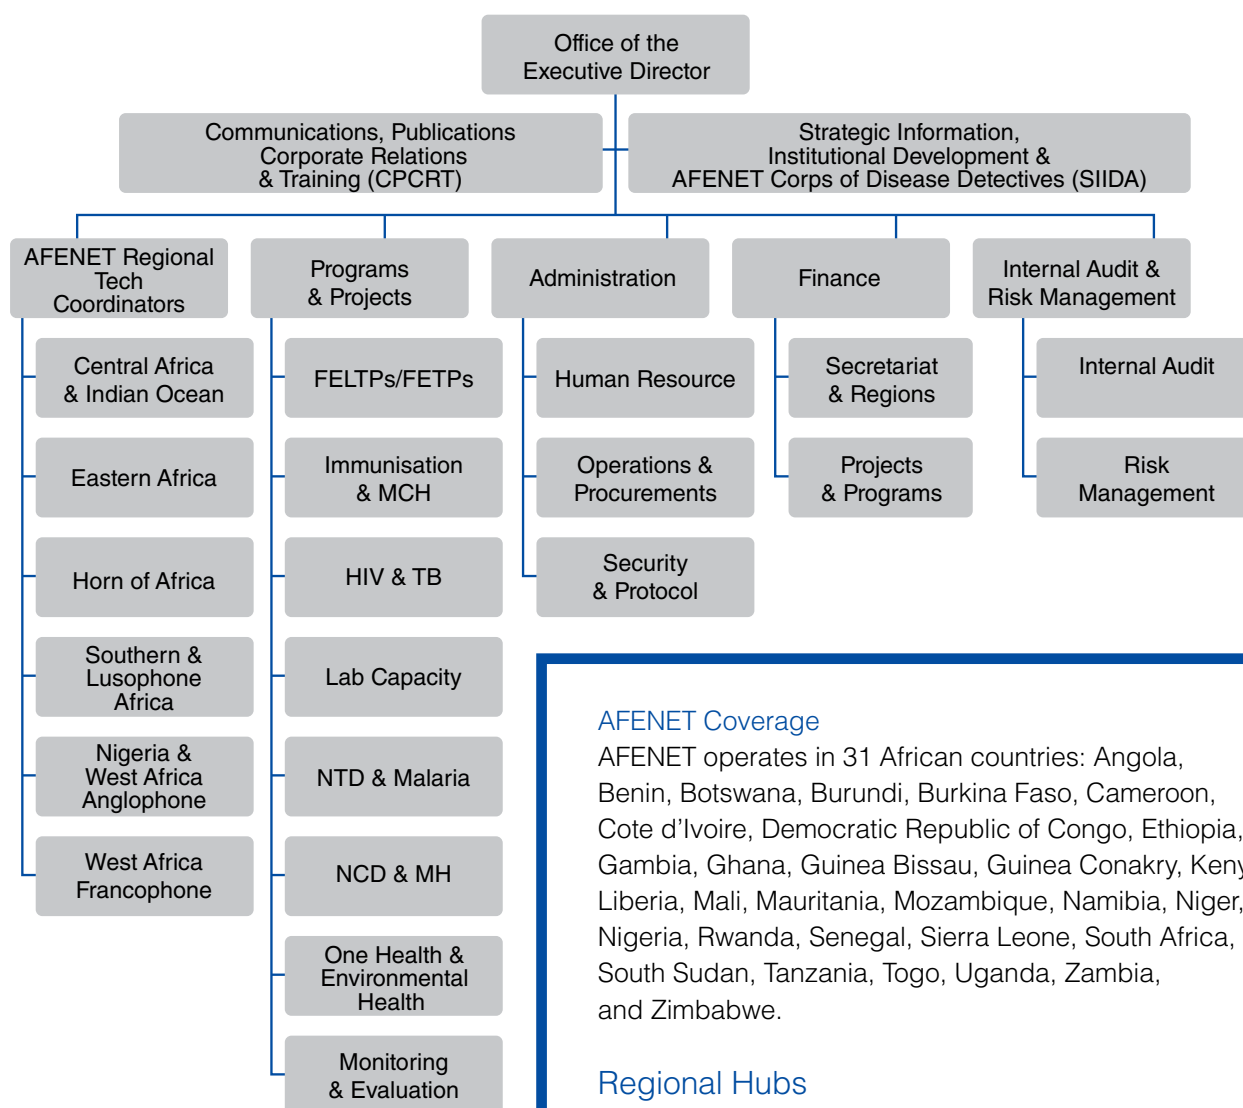 Office of the
Executive Director
Communications, Publications
Corporate Relations
& Training (CPCRT)
Strategic Information,
Institutional Development &
AFENET Corps of Disease Detectives (SIIDA)
AFENET Regional
Tech
Coordinators
Programs
& Projects
Administration
Finance
Internal Audit &
Risk Management
Central Africa
& Indian Ocean
Eastern Africa
Horn of Africa
Southern &
Lusophone
Africa
Nigeria &
West Africa
Anglophone
West Africa
Francophone
FELTPs/FETPs
Immunisation
& MCH
HIV & TB
Lab Capacity
NTD & Malaria
NCD & MH
One Health &
Environmental
Health
Monitoring
& Evaluation
Human Resource
Operations &
Procurements
Security
& Protocol
Secretariat
& Regions
Projects
& Programs
Internal Audit
Risk
Management
AFENET Coverage
AFENET operates in 31 African countries: Angola,
Benin, Botswana, Burundi, Burkina Faso, Cameroon,
Cote d’Ivoire, Democratic Republic of Congo, Ethiopia,
Gambia, Ghana, Guinea Bissau, Guinea Conakry, Keny
Liberia, Mali, Mauritania, Mozambique, Namibia, Niger,
Nigeria, Rwanda, Senegal, Sierra Leone, South Africa,
South Sudan, Tanzania, Togo, Uganda, Zambia,
and Zimbabwe.
Regional Hubs